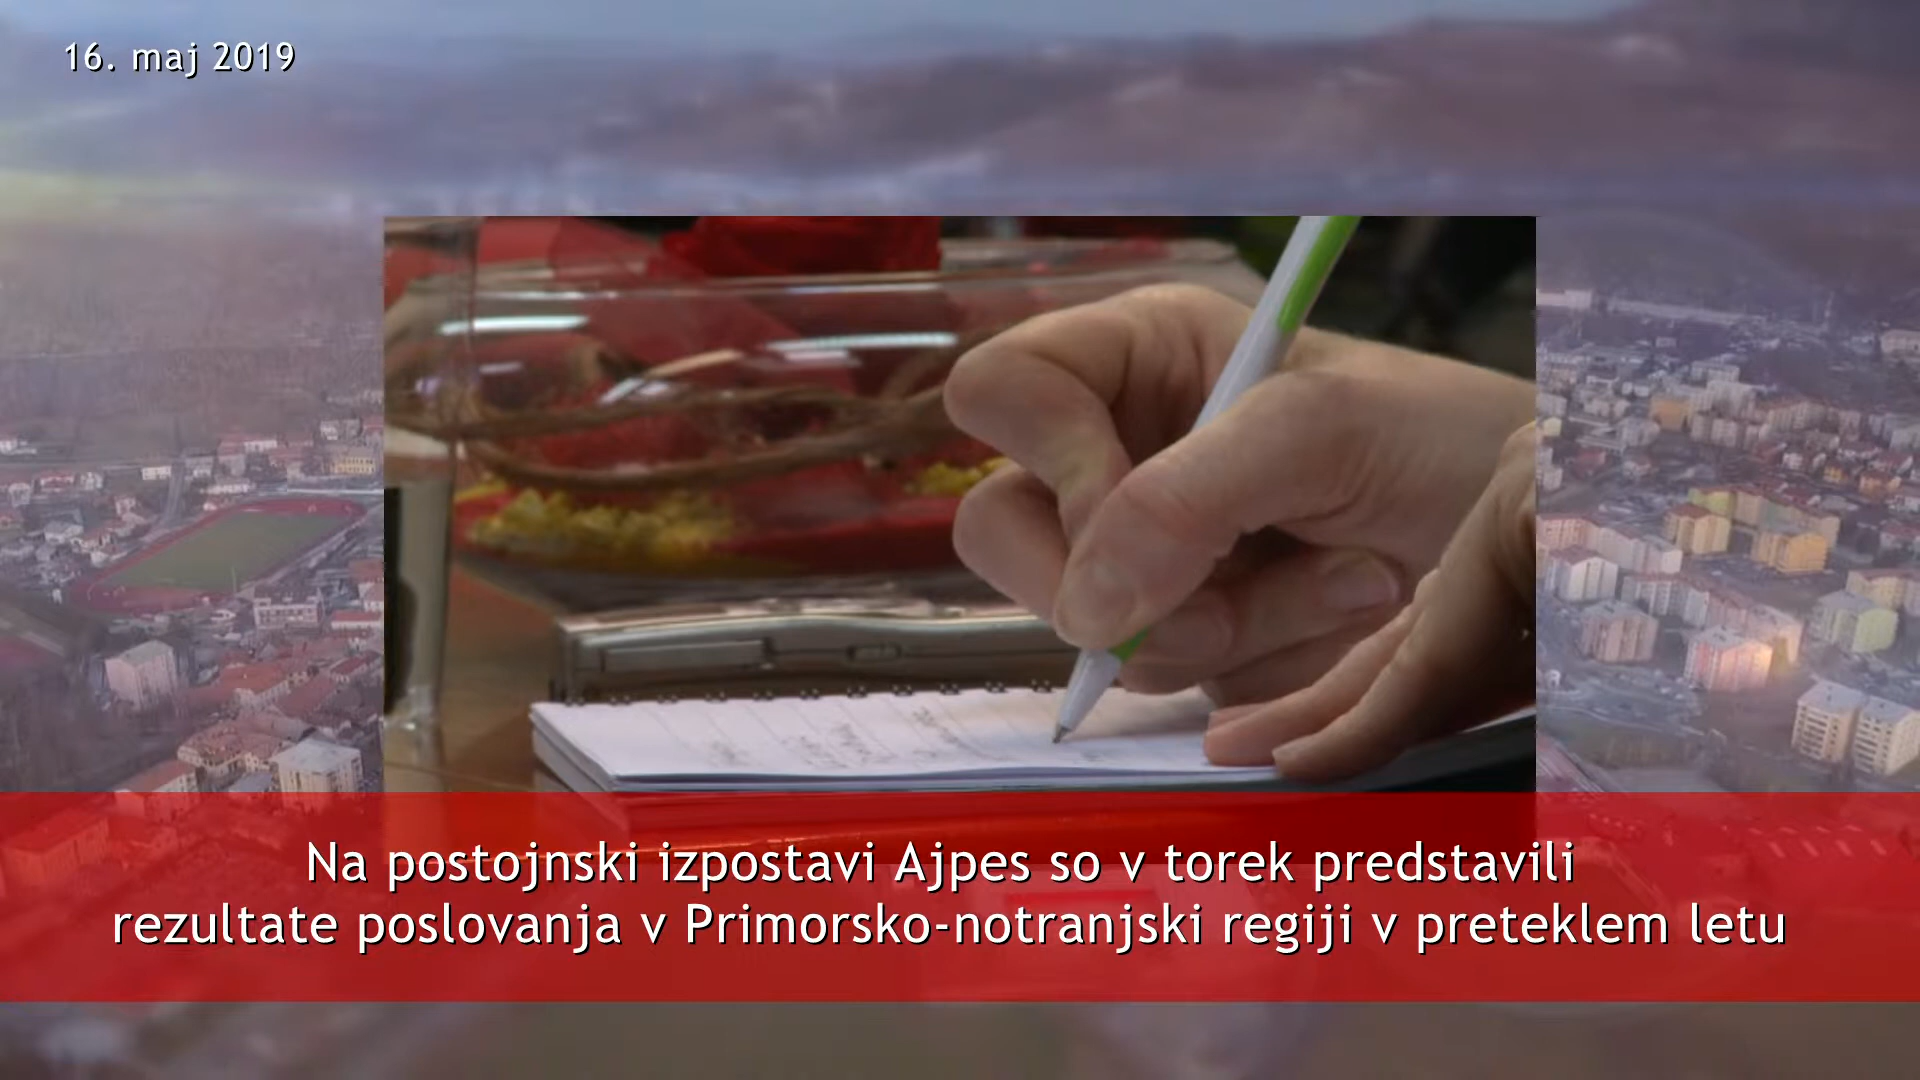 16. maj 2019
Na postojnski izpostavi Ajpes so v torek predstavili
rezultate poslovanja v Primorsko-notranjski regiji v preteklem letu